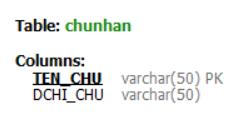 Table: chunhan
Columns:
TEN_CHU varchar(50) PK
DCHI_CHU varchar(50)